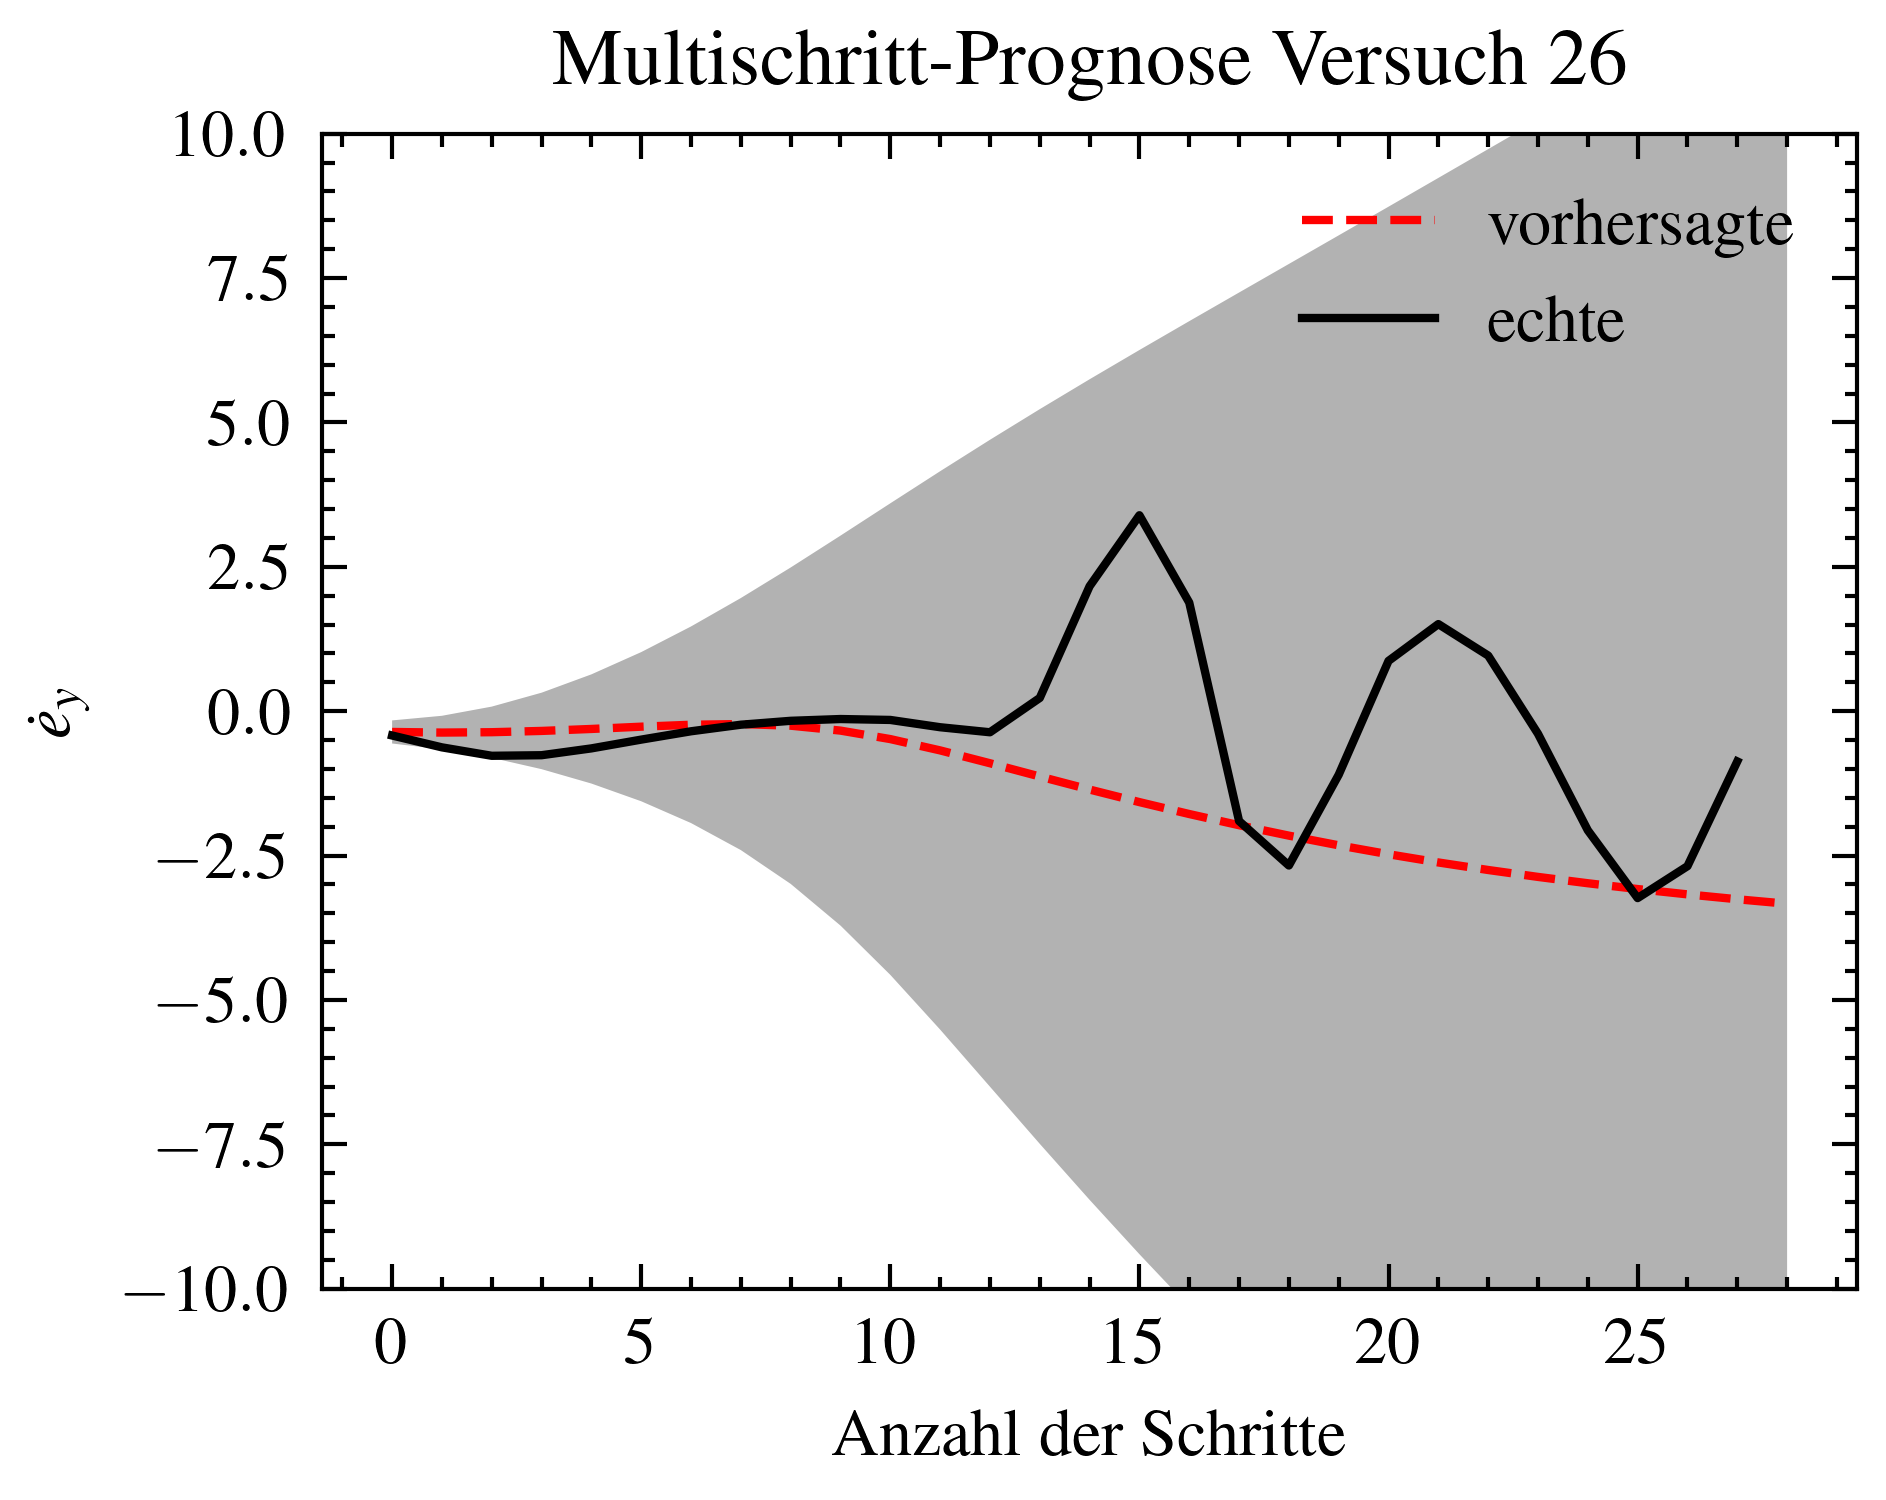 Multischritt-Prognose Versuch 26
10.0
7.5
5.0
2.5
0.0
−2.5
−5.0
−7.5
−10.0
ėy
vorhersagte
echte
0 5 10 15 20 25
Anzahl der Schritte